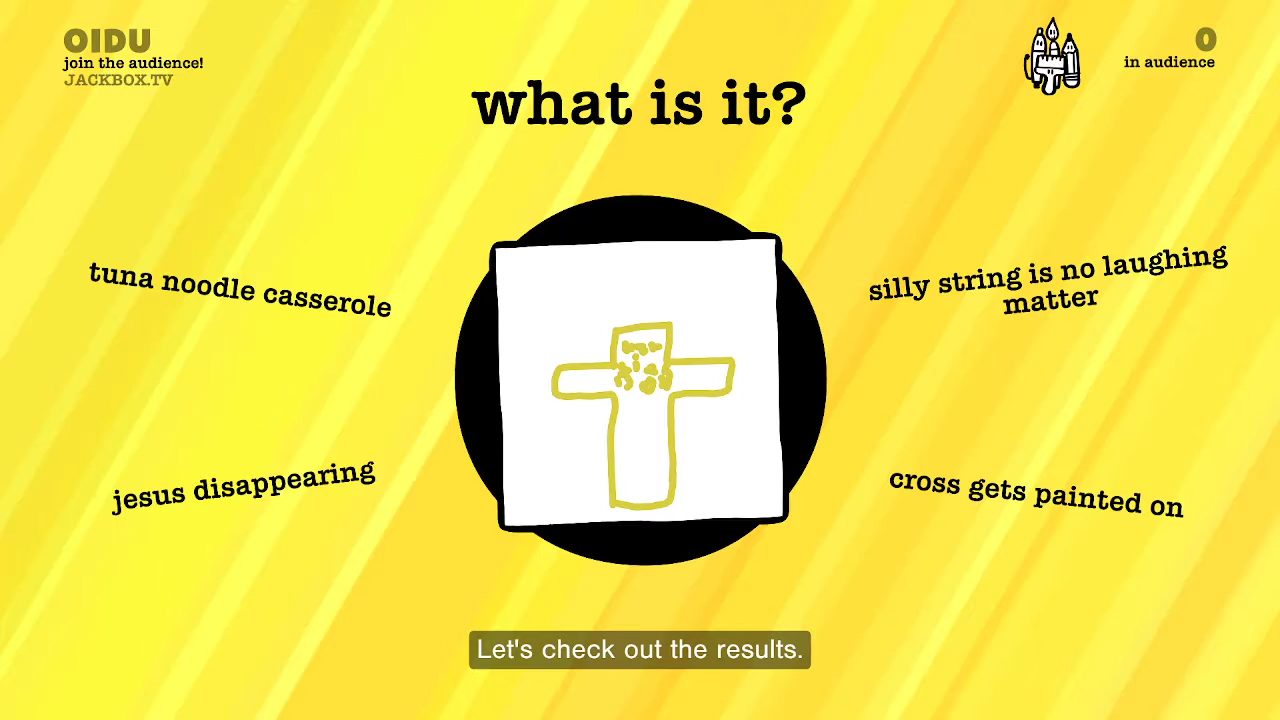 OIDU
join the audience!
JACKBOX.TV
0
in audience
what is it?
tuna noodle casserole
silly string is no laughing
matter
jesus disappearing
cross gets painted on
Let's check out the results.